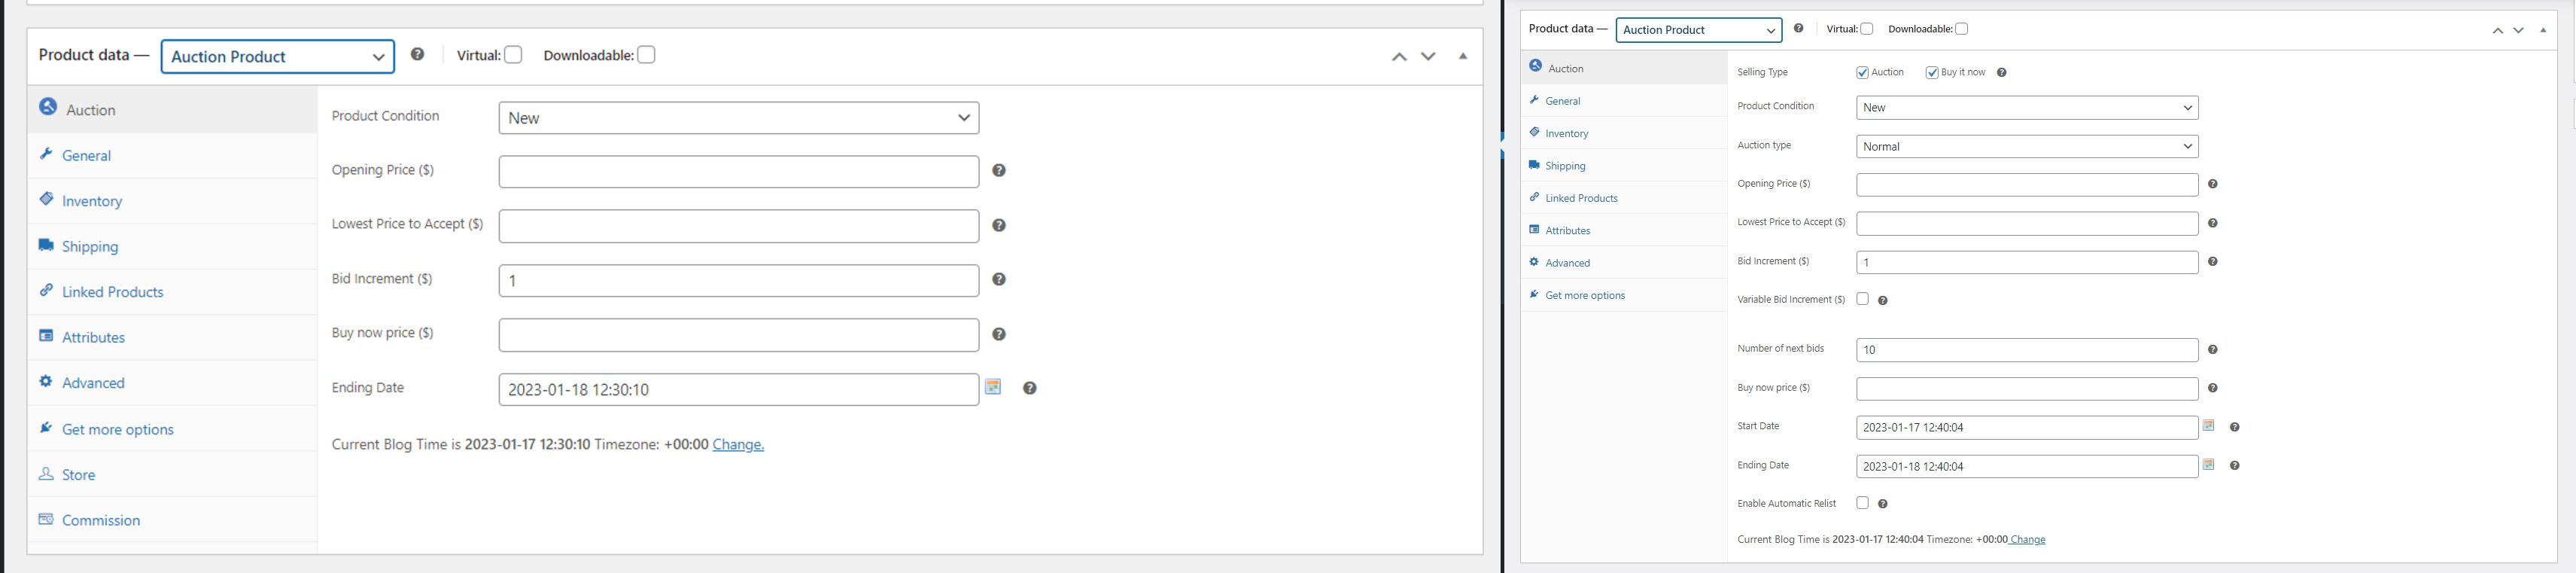 Product data — Auction Product Virtual: Downloadable:
Auction
General
Inventory
Shipping
Linked Products
Attributes
Advanced
Get more options
Store
Commission
Product Condition New
Opening Price ($)
Lowest Price to Accept ($)
Bid Increment ($) 1
Buy now price ($)
Ending Date 2023-01-18 12:30:10
Current Blog Time is 2023-01-17 12:30:10 Timezone: +00:00 Change.
Product data — Auction Product Virtual: Downloadable:
Auction
General
Inventory
Shipping
Linked Products
Attributes
Advanced
Get more options
Selling Type Auction Buy it now
Product Condition New
Auction type Normal
Opening Price ($)
Lowest Price to Accept ($)
Bid Increment ($) 1
Variable Bid Increment ($)
Number of next bids 10
Buy now price ($)
Start Date 2023-01-17 12:40:04
Ending Date 2023-01-18 12:40:04
Enable Automatic Relist
Current Blog Time is 2023-01-17 12:40:04 Timezone: +00:00 Change